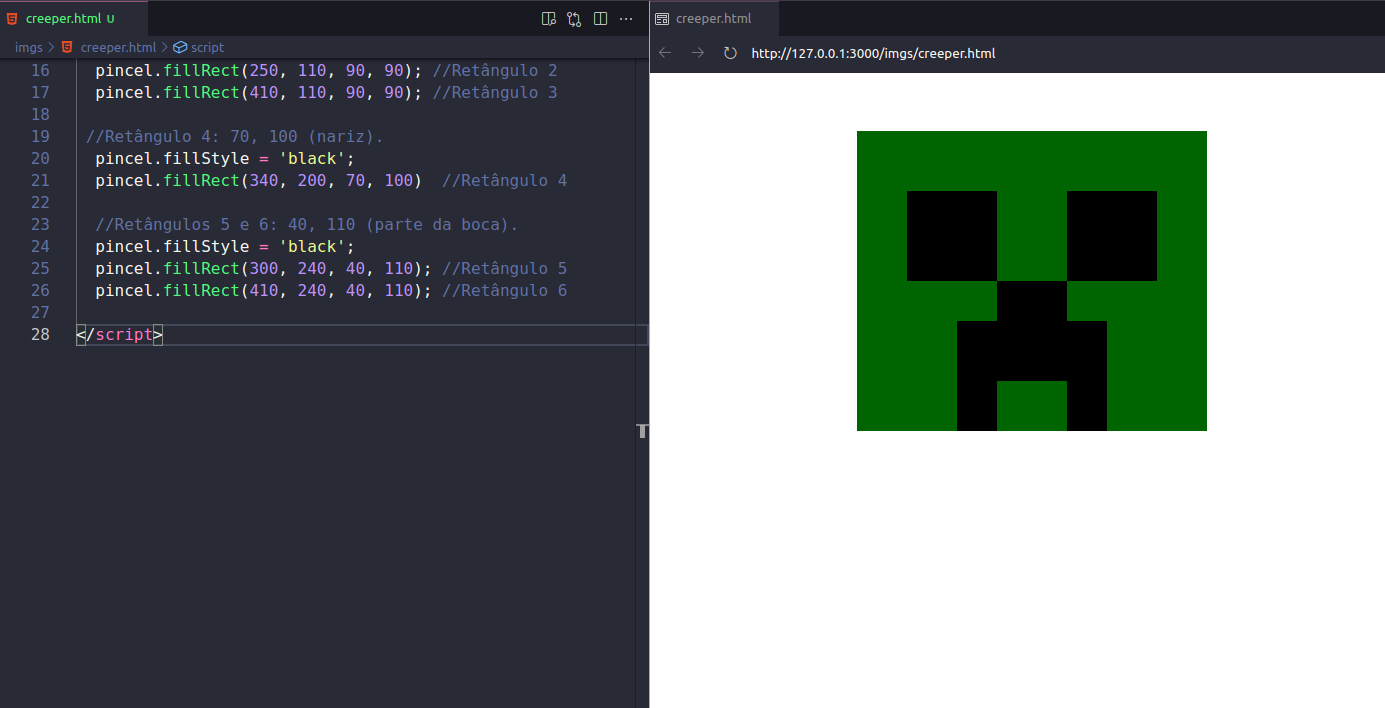 creeper.html U
imgs > creeper.html > script
16 pincel.fillRect(250, 110, 90, 90); //Retângulo 2
17 pincel.fillRect(410, 110, 90, 90); //Retângulo 3
18
19 //Retângulo 4: 70, 100 (nariz).
20 pincel.fillStyle = 'black';
21 pincel.fillRect(340, 200, 70, 100) //Retângulo 4
22
23 //Retângulos 5 e 6: 40, 110 (parte da boca).
24 pincel.fillStyle = 'black';
25 pincel.fillRect(300, 240, 40, 110); //Retângulo 5
26 pincel.fillRect(410, 240, 40, 110); //Retângulo 6
27
28 </script>
creeper.html
http://127.0.0.1:3000/imgs/creeper.html